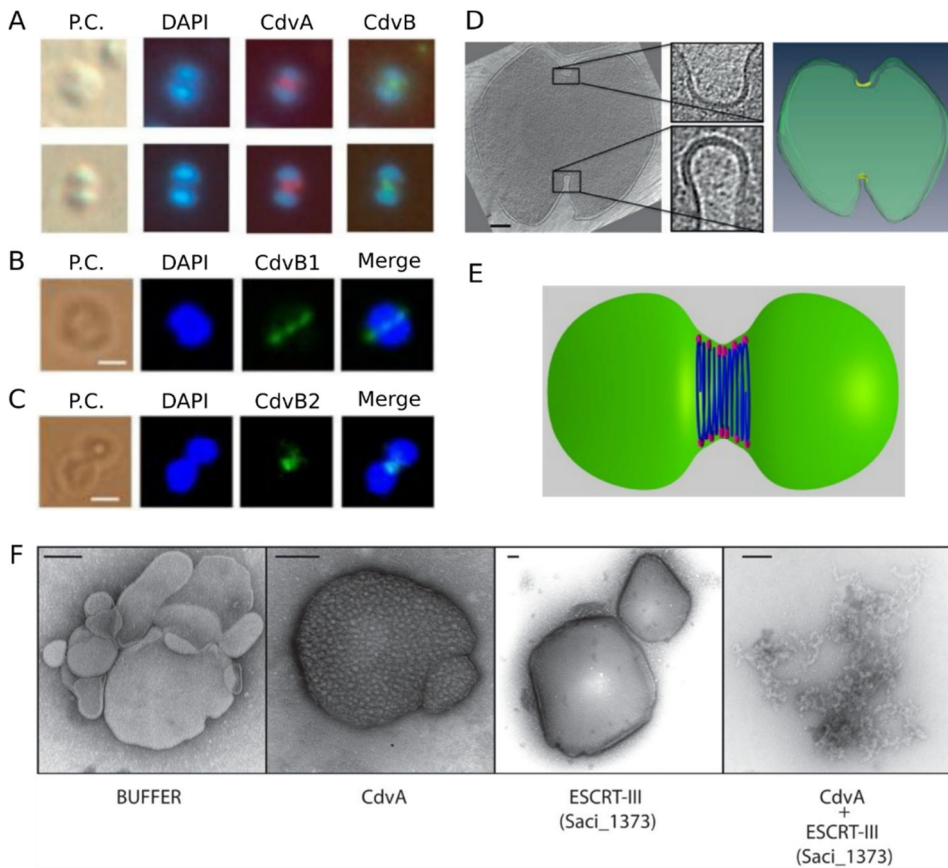 A
P.C. DAPI CdvA CdvB
B
P.C. DAPI CdvB1 Merge
C
P.C. DAPI CdvB2 Merge
D
E
F
BUFFER
CdvA
ESCRT-III
(Saci_1373)
CdvA
+
ESCRT-III
(Saci_1373)